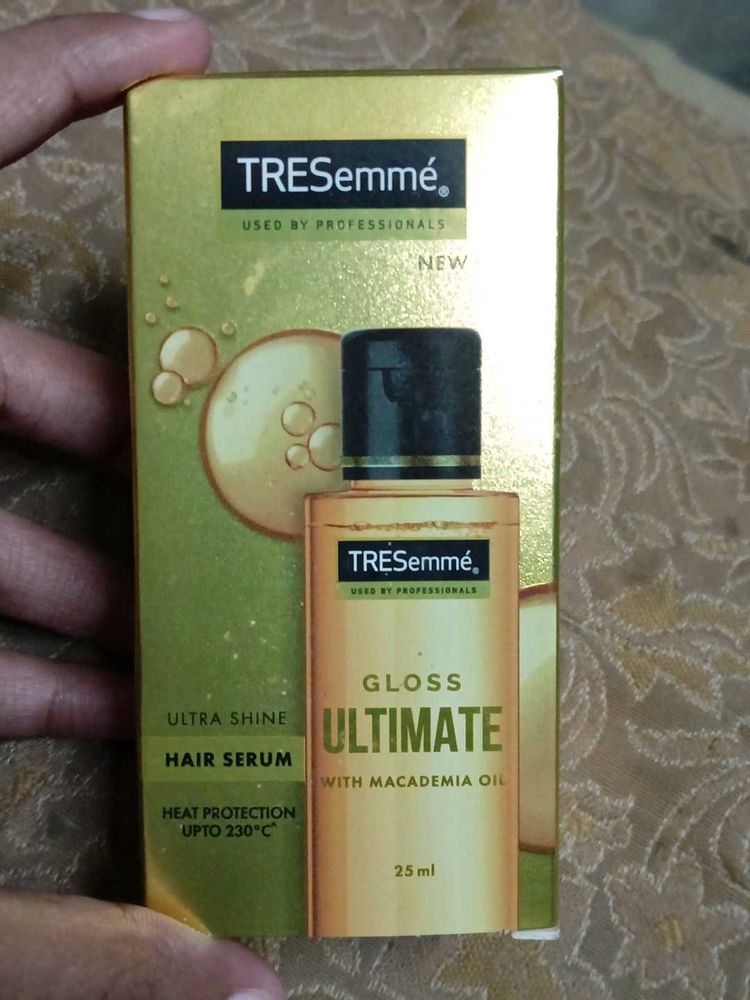 TRESemmé®
USED BY PROFESSIONALS
NEW
TRESemmé®
USED BY PROFESSIONALS
GLOSS
ULTIMATE
WITH MACADEMIA OIL
25 ml
ULTRA SHINE
HAIR SERUM
HEAT PROTECTION
UPTO 230°C^